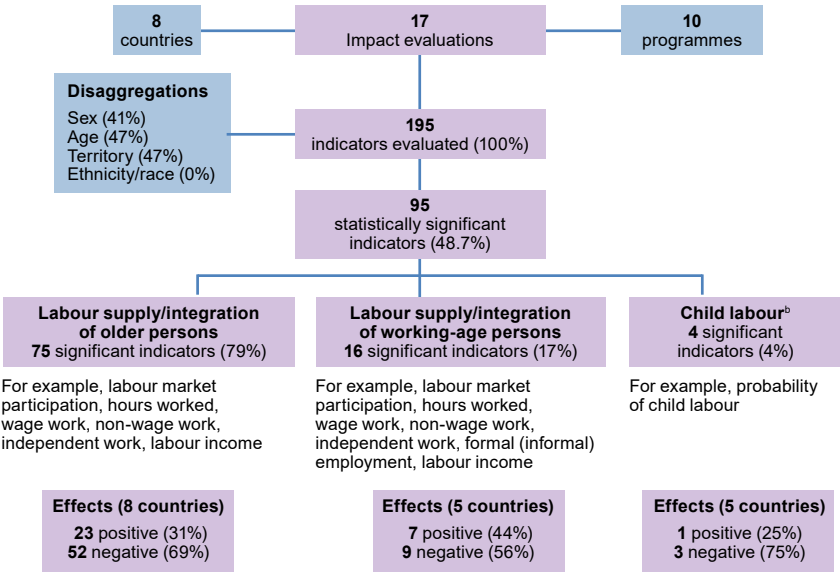 8
countries
17
Impact evaluations
10
programmes
Disaggregations
Sex (41%)
Age (47%)
Territory (47%)
Ethnicity/race (0%)
195
indicators evaluated (100%)
95
statistically significant
indicators (48.7%)
Labour supply/integration
of older persons
75 significant indicators (79%)
For example, labour market
participation, hours worked,
wage work, non-wage work,
independent work, labour income
Effects (8 countries)
23 positive (31%)
52 negative (69%)
Labour supply/integration
of working-age persons
16 significant indicators (17%)
For example, labour market
participation, hours worked,
wage work, non-wage work,
independent work, formal (informal)
employment, labour income
Effects (5 countries)
7 positive (44%)
9 negative (56%)
Child labourᵇ
4 significant
indicators (4%)
For example, probability
of child labour
Effects (5 countries)
1 positive (25%)
3 negative (75%)